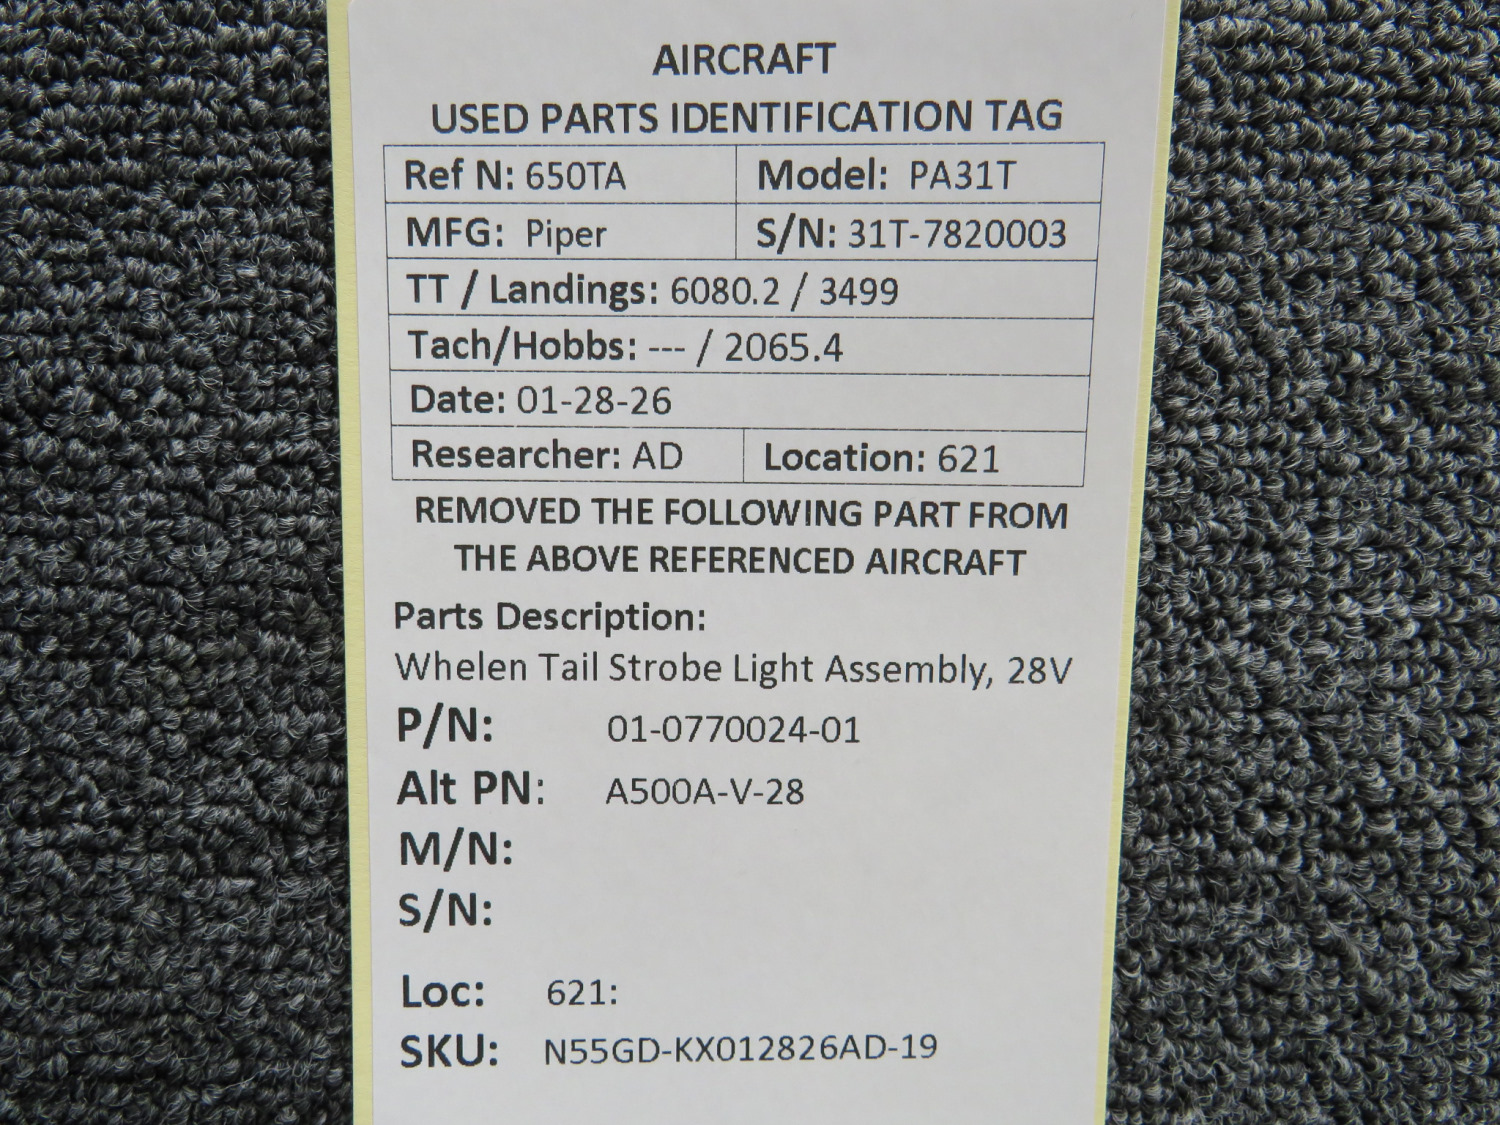 AIRCRAFT
USED PARTS IDENTIFICATION TAG
Ref N: 650TA Model: PA31T
MFG: Piper S/N: 31T-7820003
TT / Landings: 6080.2 / 3499
Tach/Hobbs: --- / 2065.4
Date: 01-28-26
Researcher: AD Location: 621
REMOVED THE FOLLOWING PART FROM
THE ABOVE REFERENCED AIRCRAFT
Parts Description:
Whelen Tail Strobe Light Assembly, 28V
P/N: 01-0770024-01
Alt PN: A500A-V-28
M/N:
S/N:
Loc: 621:
SKU: N55GD-KX012826AD-19